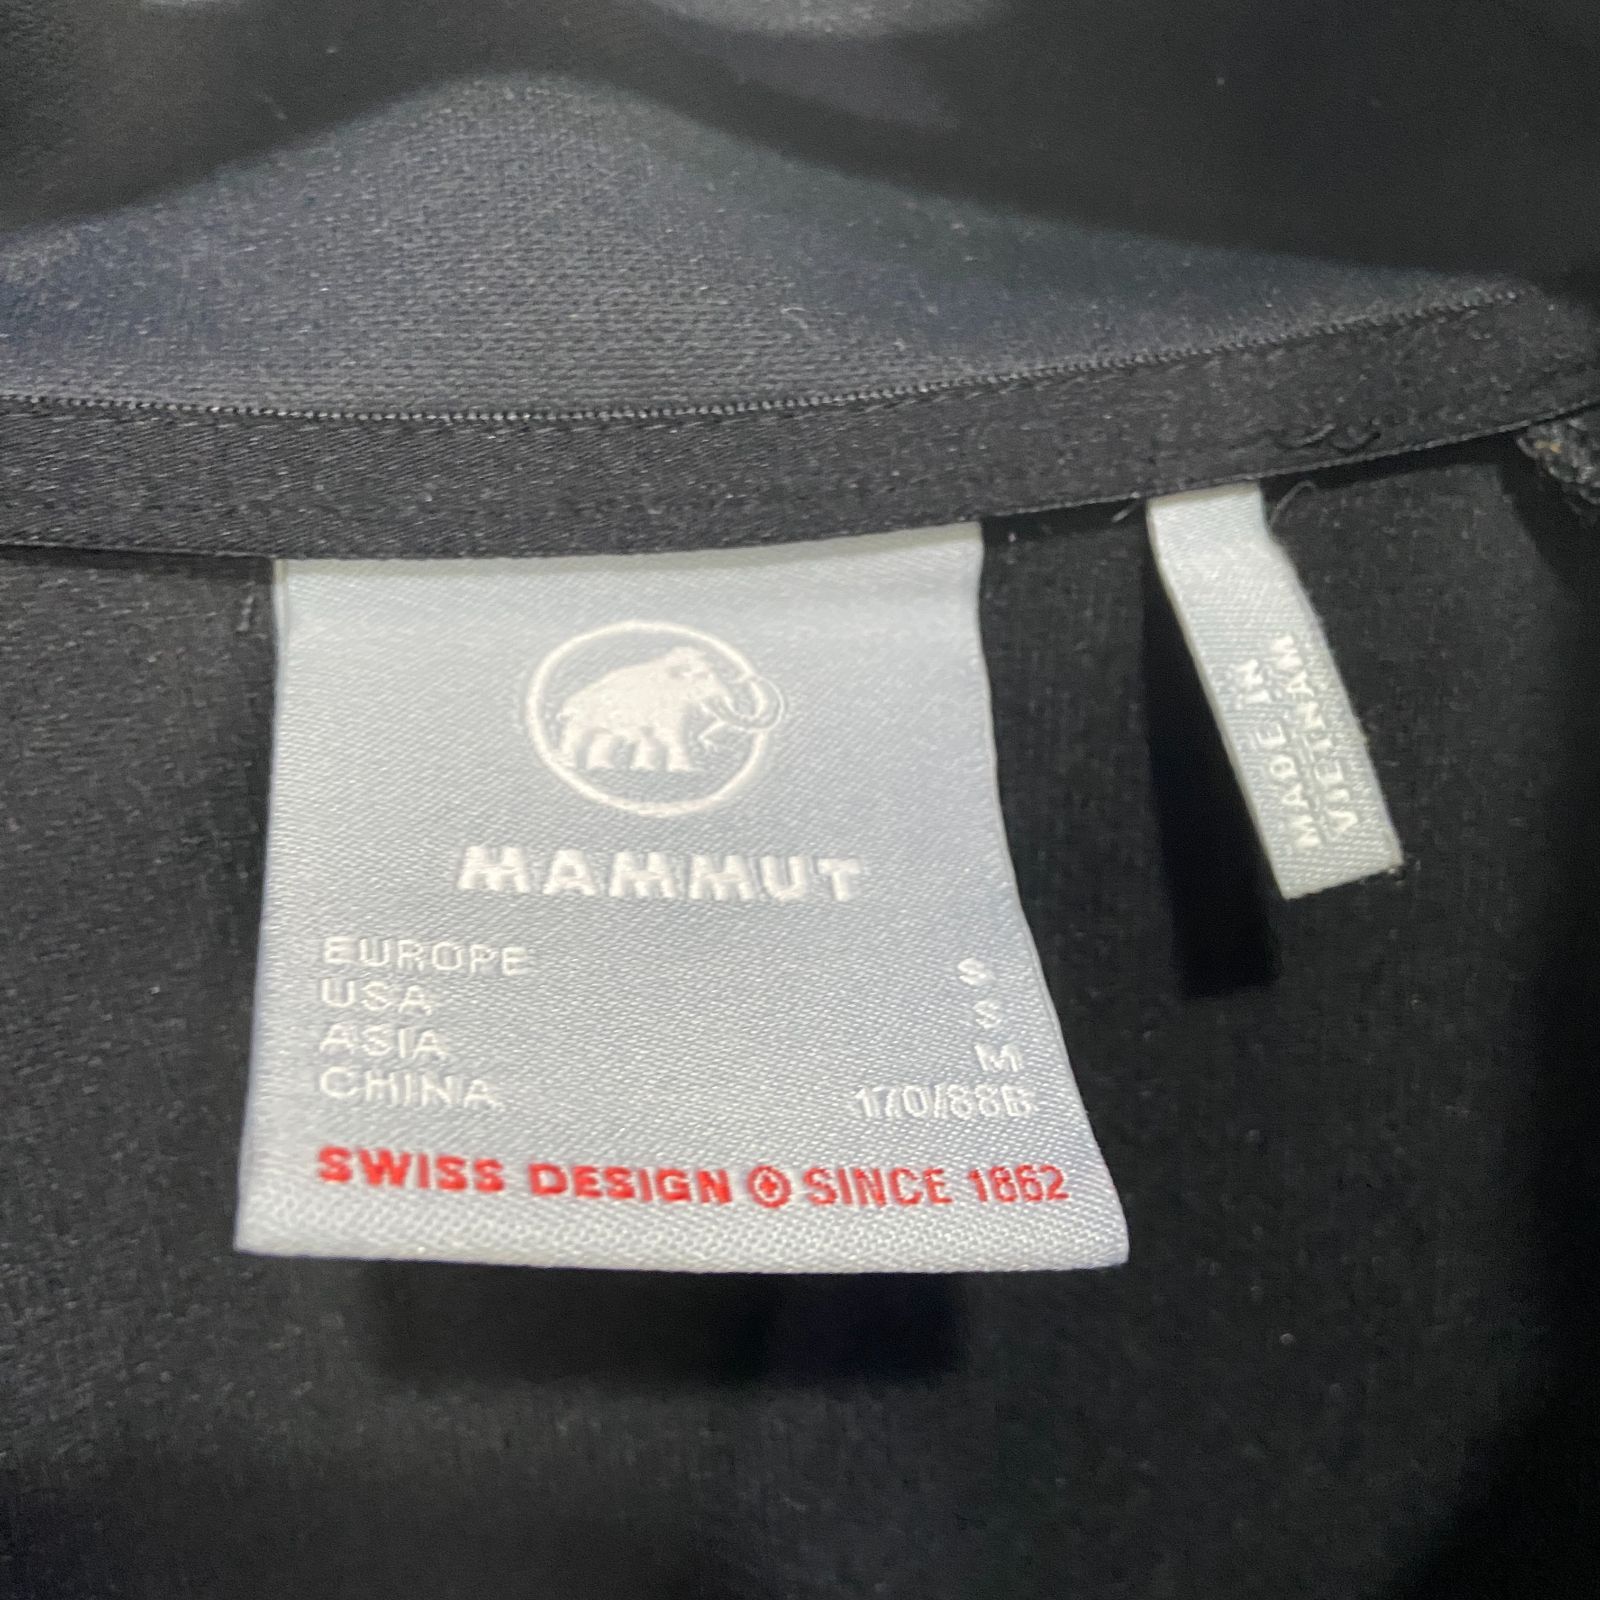 MAMMUT
EUROPE S
USA S
ASIA M
CHINA 170/88B
SWISS DESIGN SINCE 1862
MADE IN
VIETNAM